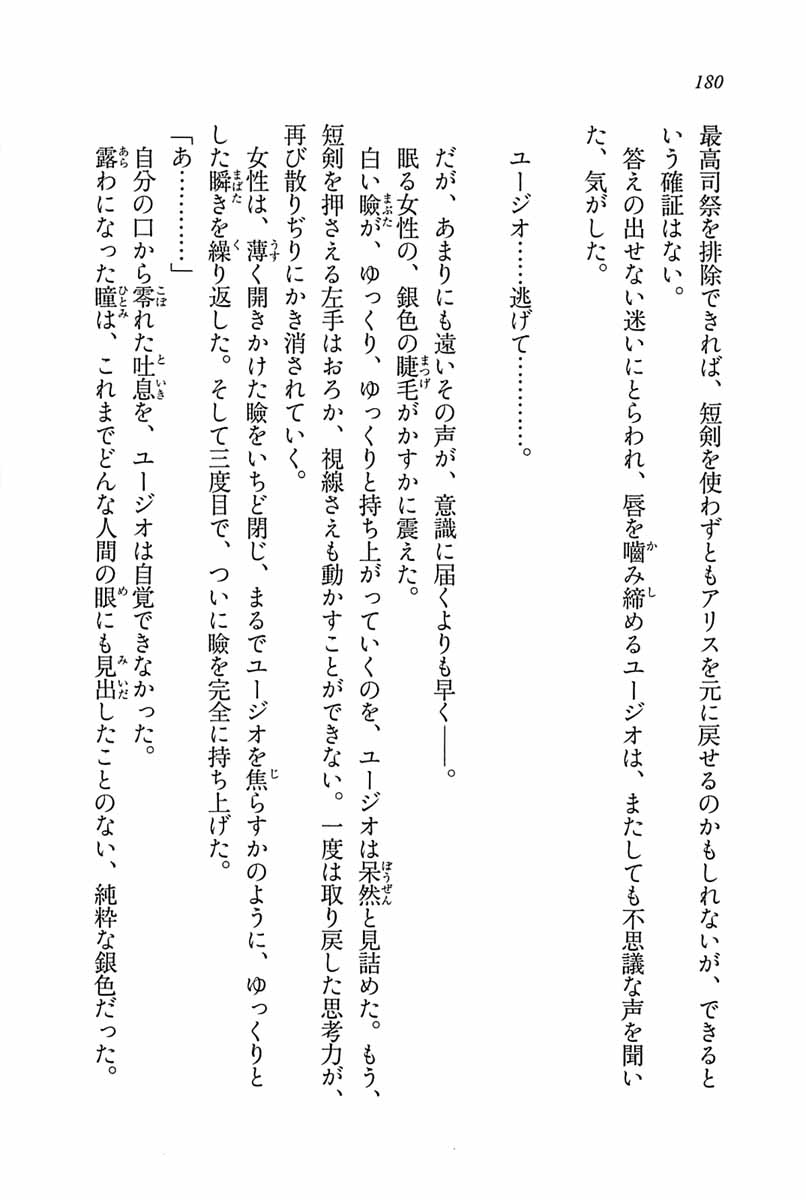 180
最高司祭を排除できれば、短剣を使わずともアリスを元に戻せるのかもしれないが、できると
いう確証はない。
答えの出せない迷いにとらわれ、唇を嚙み締めるユージオは、またしても不思議な声を聞い
た、気がした。
ユージオ……逃げて…………。
だが、あまりにも遠いその声が、意識に届くよりも早く――。
眠る女性の、銀色の睫毛がかすかに震えた。
白い瞼が、ゆっくり、ゆっくりと持ち上がっていくのを、ユージオは呆然と見詰めた。もう、
短剣を押さえる左手はおろか、視線さえも動かすことができない。一度は取り戻した思考力が、
再び散りぢりにかき消されていく。
女性は、薄く開きかけた瞼をいちど閉じ、まるでユージオを焦らすかのように、ゆっくりと
した瞬きを繰り返した。そして三度目で、ついに瞼を完全に持ち上げた。
「あ…………」
自分の口から零れた吐息を、ユージオは自覚できなかった。
露わになった瞳は、これまでどんな人間の眼にも見出したことのない、純粋な銀色だった。